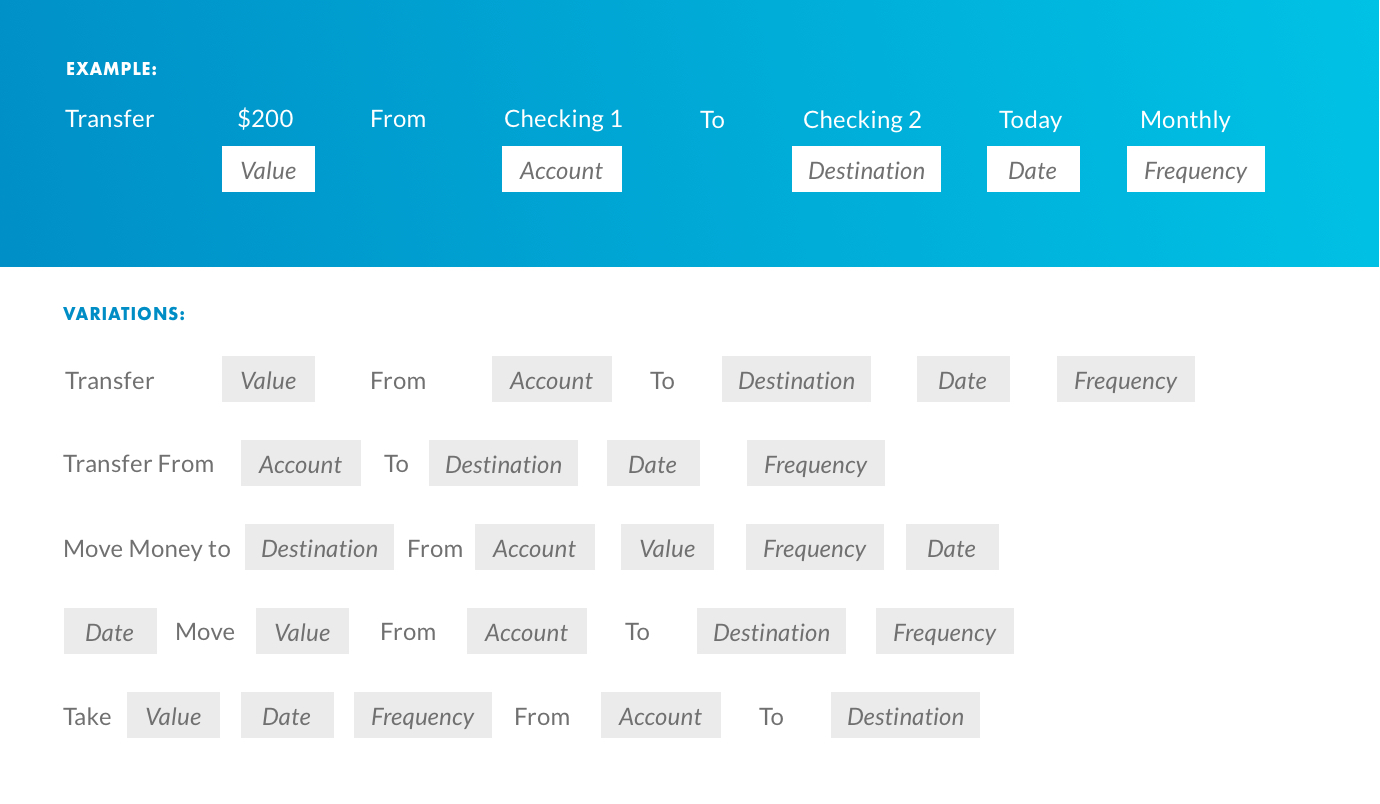 EXAMPLE:
Transfer $200 From Checking 1 To Checking 2 Today Monthly
Value Account Destination Date Frequency
VARIATIONS:
Transfer Value From Account To Destination Date Frequency
Transfer From Account To Destination Date Frequency
Move Money to Destination From Account Value Frequency Date
Date Move Value From Account To Destination Frequency
Take Value Date Frequency From Account To Destination